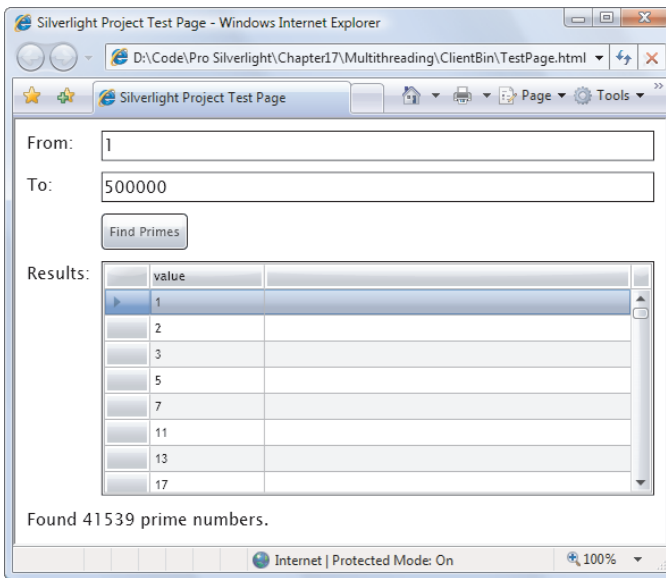 Silverlight Project Test Page - Windows Internet Explorer
D:\Code\Pro Silverlight\Chapter17\Multithreading\ClientBin\TestPage.html
Silverlight Project Test Page
Page
Tools
»
From:
1
To:
500000
Find Primes
Results:
value
1
2
3
5
7
11
13
17
Found 41539 prime numbers.
Internet | Protected Mode: On
100%